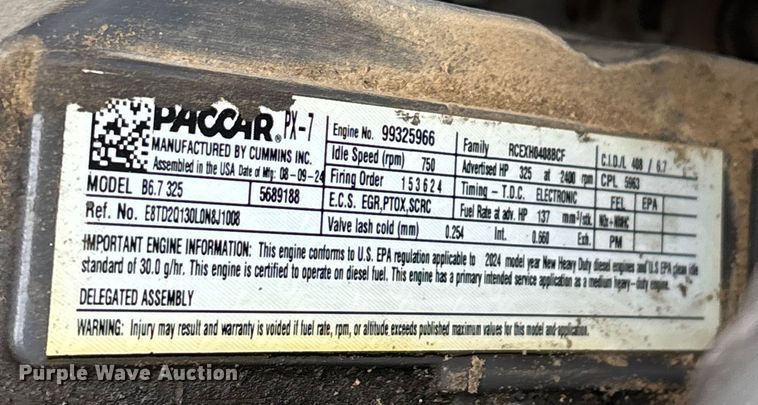 PACCAR PX-7
MANUFACTURED BY CUMMINS INC.
Assembled in the USA Date of Mfg: 08-09-24
MODEL B6.7 325 5689188
Ref. No. E8TD2Q130L0N8J1008
Engine No. 99325966
Idle Speed (rpm) 750
Firing Order 153624
E.C.S. EGR,PTOX,SCRC
Valve lash cold (mm) 0.254 Int. 0.660 Exh.
Family RCEXH0408BCF
Advertised HP 325 at 2400 rpm
Timing - T.D.C. ELECTRONIC
Fuel Rate at adv. HP 137 mm³/stk.
C.I.D./L 408 / 6.7
CPL 5963
FEL EPA
NOx+NMHC
PM
IMPORTANT ENGINE INFORMATION: This engine conforms to U.S. EPA regulation applicable to 2024 model year New Heavy Duty diesel engines and U.S EPA clean idle
standard of 30.0 g/hr. This engine is certified to operate on diesel fuel. This engine has a primary intended service application as a medium heavy-duty engine.
DELEGATED ASSEMBLY
WARNING: Injury may result and warranty is voided if fuel rate, rpm, or altitude exceeds published maximum values for this model and application.
Purple Wave Auction